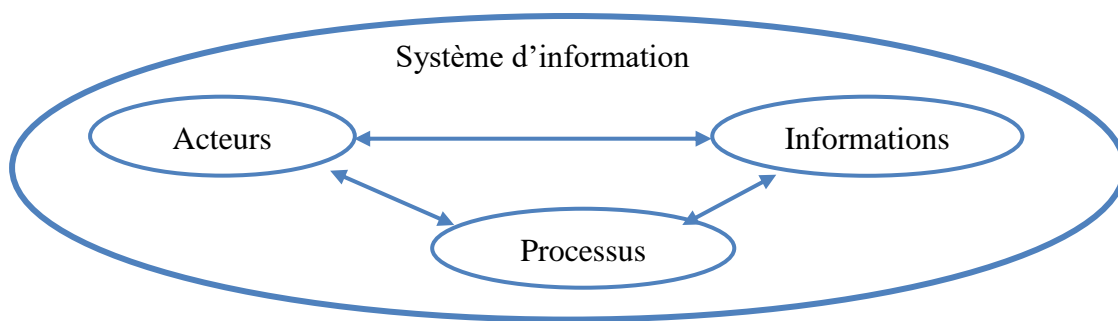 Système d’information
Acteurs
Informations
Processus